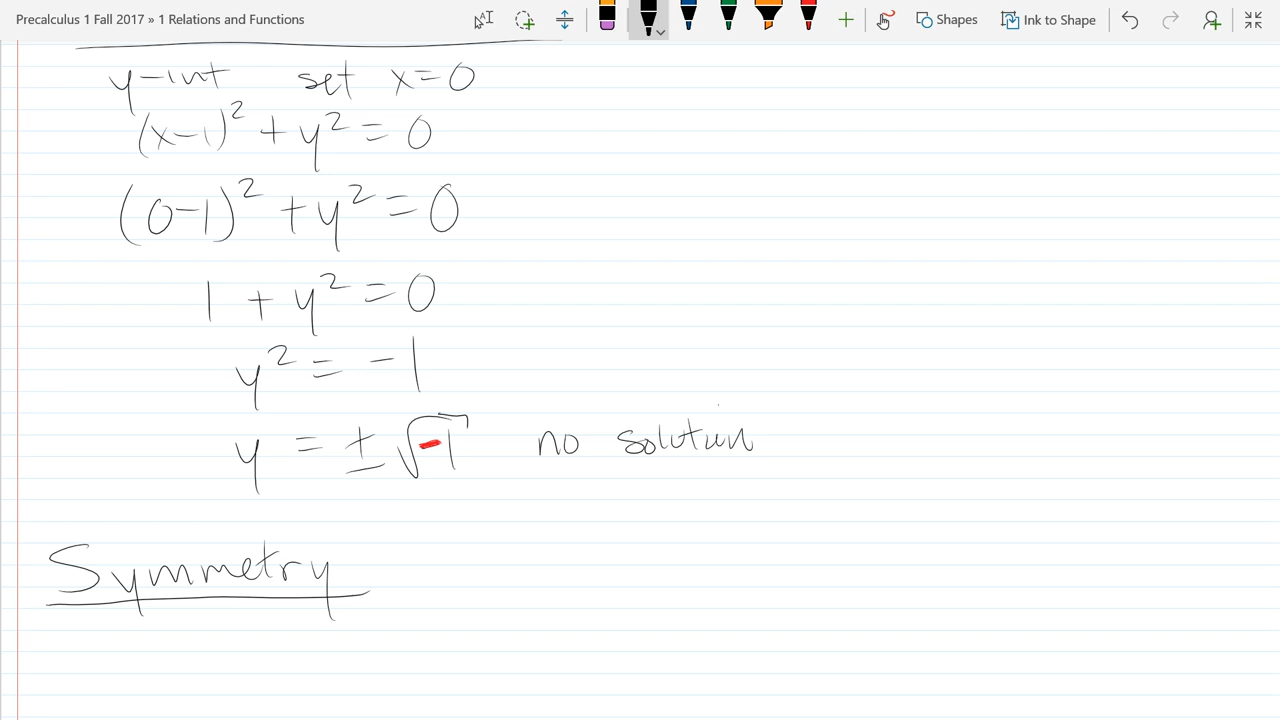 Precalculus 1 Fall 2017 » 1 Relations and Functions Shapes Ink to Shape
y-int set x=0
(x-1)² + y² = 0
(0-1)² + y² = 0
1 + y² = 0
y² = -1
y = ± √-1 no solution
Symmetry